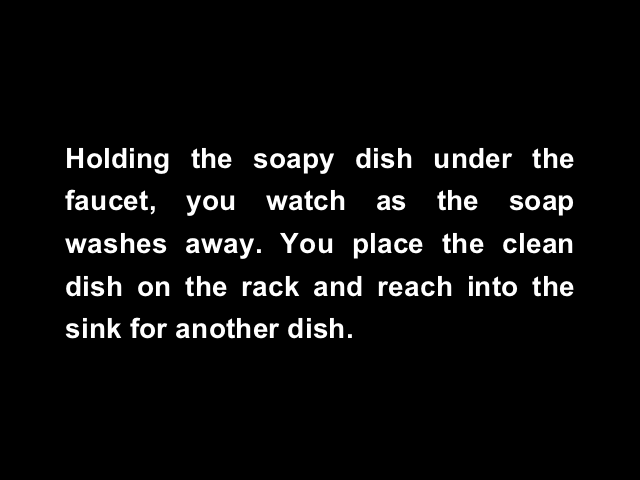 Holding the soapy dish under the
faucet, you watch as the soap
washes away. You place the clean
dish on the rack and reach into the
sink for another dish.